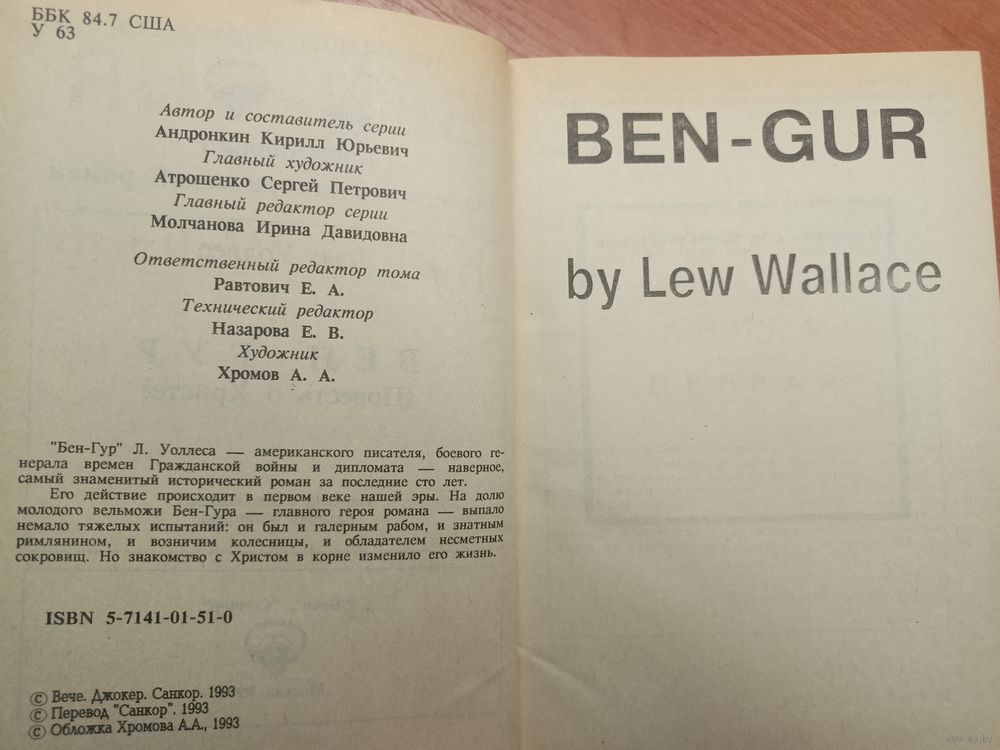 ББК 84.7 США
У 63
Автор и составитель серии
Андронкин Кирилл Юрьевич
Главный художник
Атрошенко Сергей Петрович
Главный редактор серии
Молчанова Ирина Давидовна
Ответственный редактор тома
Равтович Е. А.
Технический редактор
Назарова Е. В.
Художник
Хромов А. А.
"Бен-Гур" Л. Уоллеса — американского писателя, боевого ге-
нерала времен Гражданской войны и дипломата — наверное,
самый знаменитый исторический роман за последние сто лет.
Его действие происходит в первом веке нашей эры. На долю
молодого вельможи Бен-Гура — главного героя романа — выпало
немало тяжелых испытаний: он был и галерным рабом, и знатным
римлянином, и возничим колесницы, и обладателем несметных
сокровищ. Но знакомство с Христом в корне изменило его жизнь.
ISBN 5-7141-01-51-0
© Вече. Джокер. Санкор. 1993
© Перевод "Санкор". 1993
© Обложка Хромова А.А., 1993
BEN-GUR
by Lew Wallace
www.ay.by